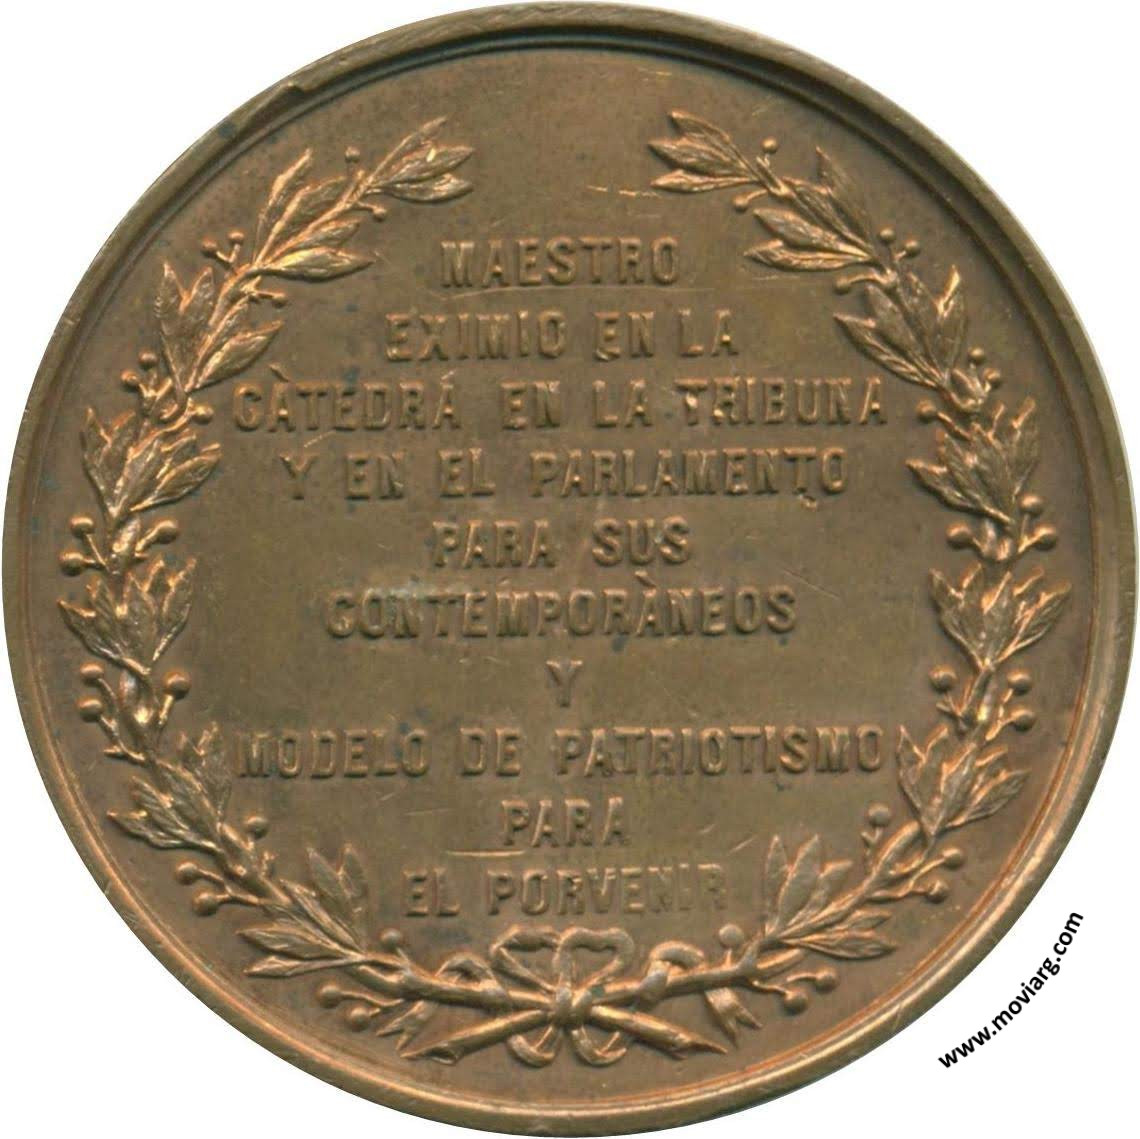 MAESTRO
EXIMIO EN LA
CÀTEDRA EN LA TRIBUNA
Y EN EL PARLAMENTO
PARA SUS
CONTEMPORÀNEOS
Y
MODELO DE PATRIOTISMO
PARA
EL PORVENIR
www.moviarg.com